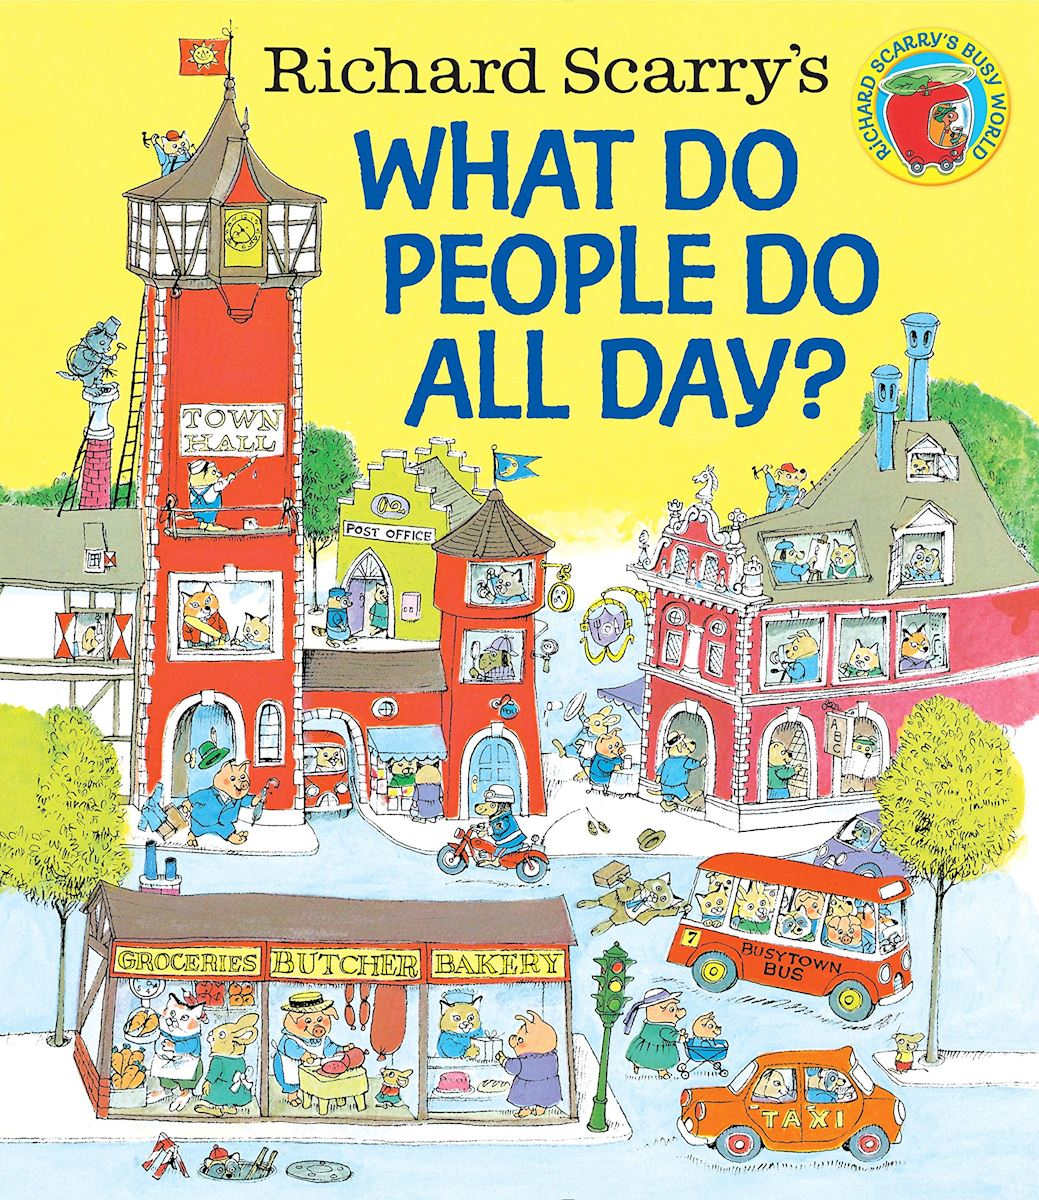 Richard Scarry's
WHAT DO
PEOPLE DO
ALL DAY?
RICHARD SCARRY'S BUSY WORLD
TOWN
HALL
POST OFFICE
A
B
C
7
BUSYTOWN
BUS
GROCERIES
BUTCHER
BAKERY
TAXI